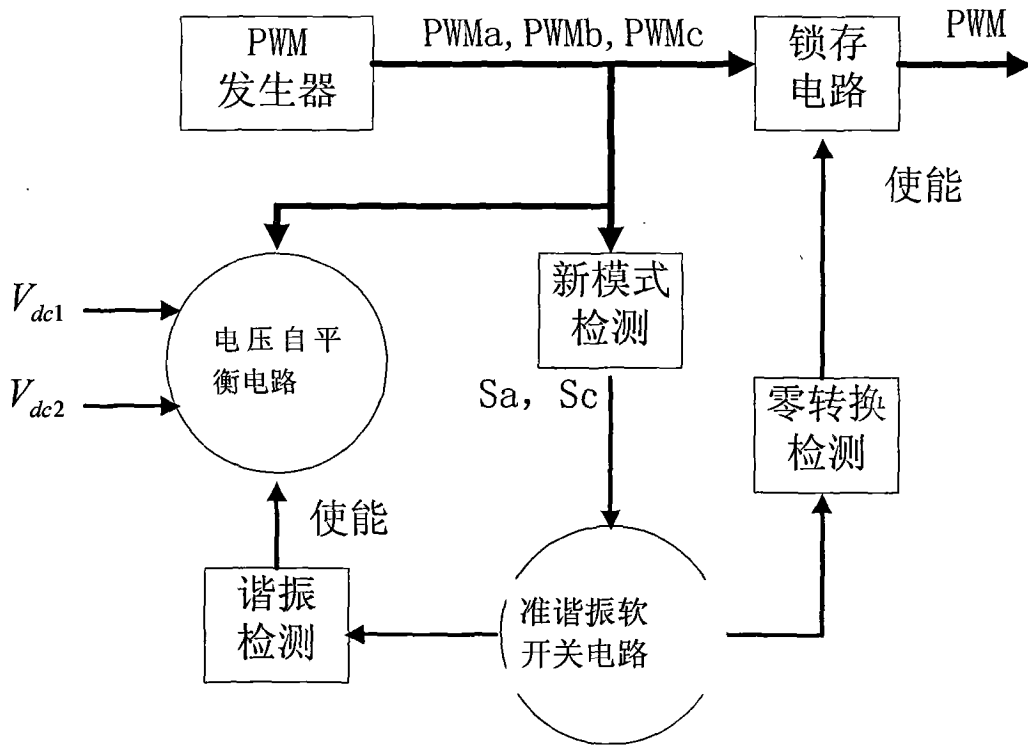 PWM
发生器
PWMa, PWMb, PWMc
锁存
电路
PWM
使能
新模式
检测
V_dc1
电压自平
衡电路
V_dc2
Sa, Sc
零转换
检测
使能
谐振
检测
准谐振软
开关电路